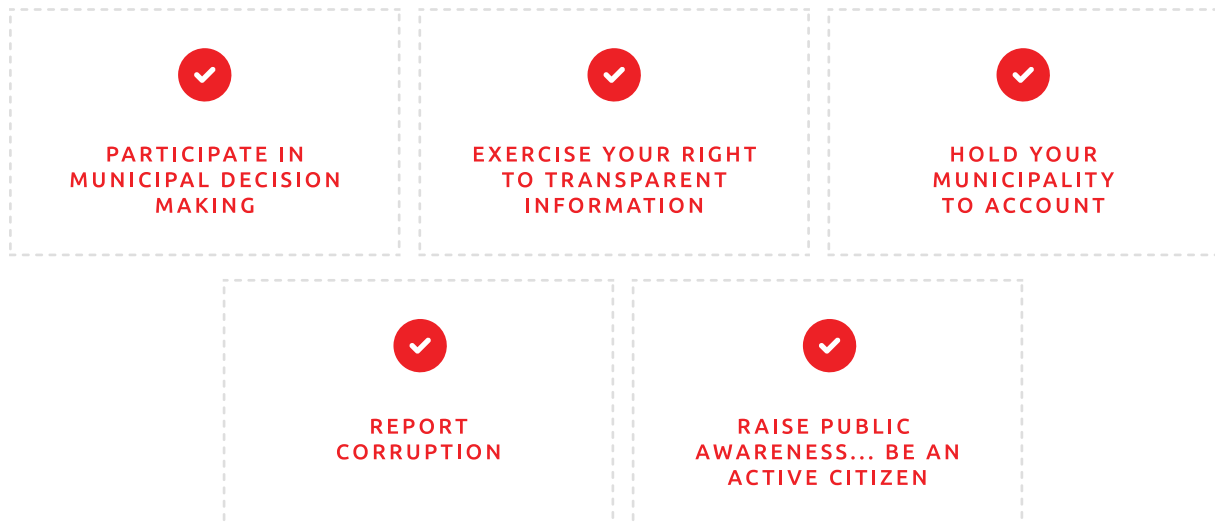 PARTICIPATE IN
MUNICIPAL DECISION
MAKING
EXERCISE YOUR RIGHT
TO TRANSPARENT
INFORMATION
HOLD YOUR
MUNICIPALITY
TO ACCOUNT
REPORT
CORRUPTION
RAISE PUBLIC
AWARENESS... BE AN
ACTIVE CITIZEN